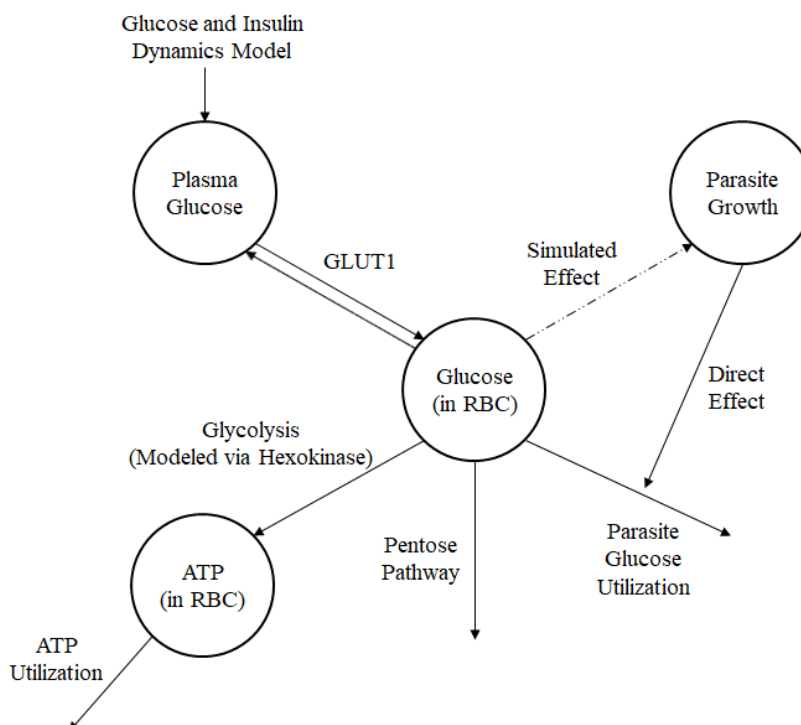 Glucose and Insulin
Dynamics Model
Plasma
Glucose
Parasite
Growth
GLUT1
Simulated
Effect
Glucose
(in RBC)
Direct
Effect
Glycolysis
(Modeled via Hexokinase)
Pentose
Pathway
Parasite
Glucose
Utilization
ATP
(in RBC)
ATP
Utilization